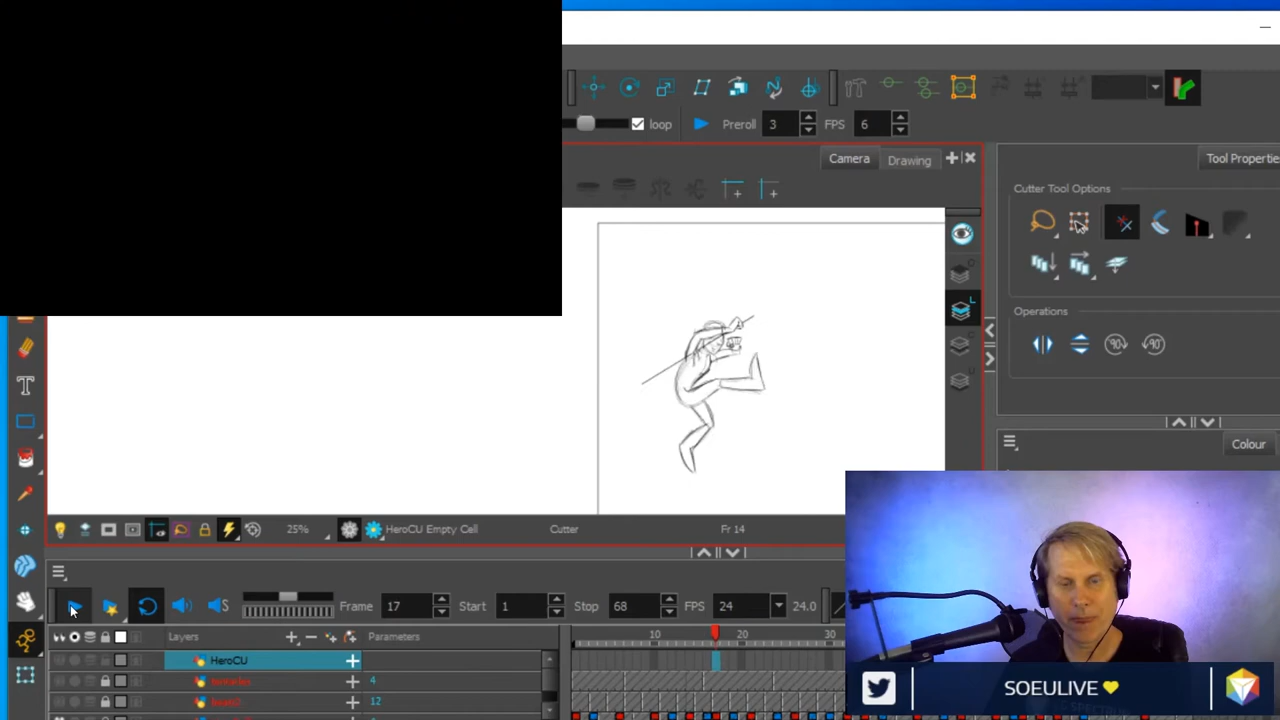 loop Preroll 3 FPS 6
Camera Drawing
Tool Properties
Cutter Tool Options
Operations
Colour
25% HeroCU Empty Cell Cutter Fr 14
Frame 17 Start 1 Stop 68 FPS 24 24.0
Layers Parameters 10 20 30
HeroCU
4
12
SOEULIVE